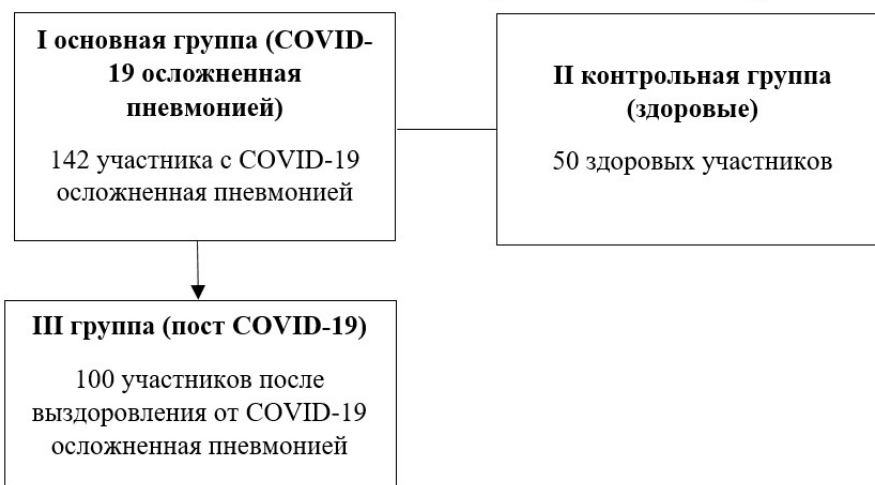 I основная группа (COVID-
19 осложненная
пневмонией)
142 участника с COVID-19
осложненная пневмонией
II контрольная группа
(здоровые)
50 здоровых участников
III группа (пост COVID-19)
100 участников после
выздоровления от COVID-19
осложненная пневмонией